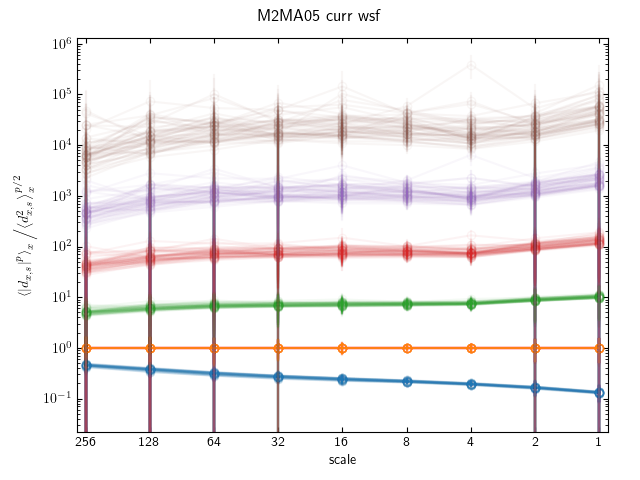 M2MA05 curr wsf
⟨|d_{x,s}|^p⟩_x / ⟨d_{x,s}^2⟩_x^{p/2}
10^6
10^5
10^4
10^3
10^2
10^1
10^0
10^{-1}
256 128 64 32 16 8 4 2 1
scale